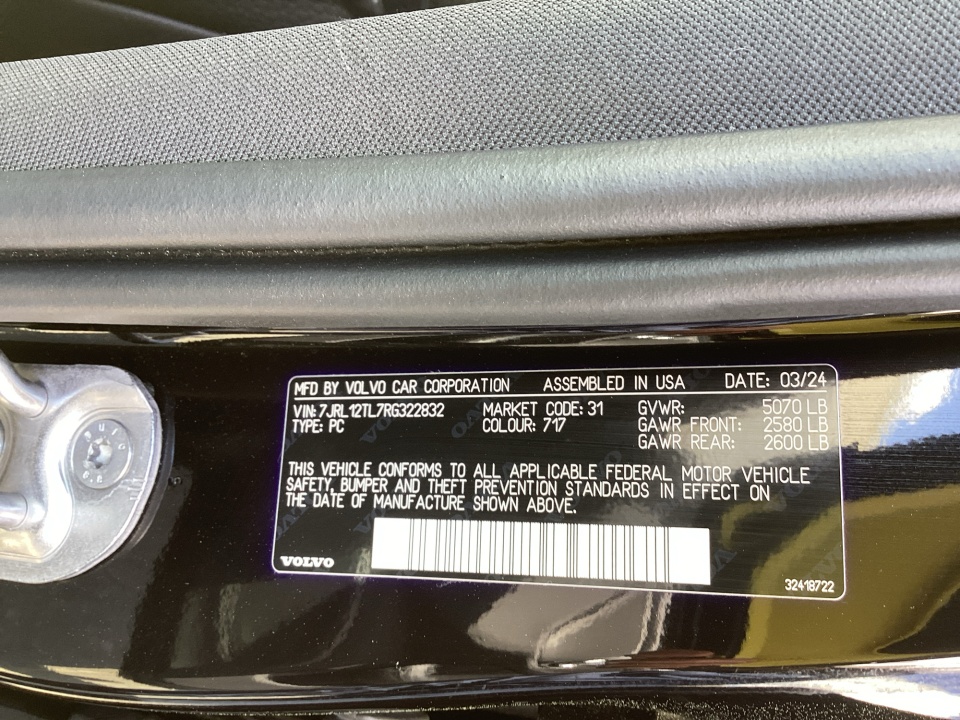 MFD BY VOLVO CAR CORPORATION ASSEMBLED IN USA DATE: 03/24
VIN: 7JRL12TL7RG322832 MARKET CODE: 31 GVWR: 5070 LB
TYPE: PC COLOUR: 717 GAWR FRONT: 2580 LB
GAWR REAR: 2600 LB
THIS VEHICLE CONFORMS TO ALL APPLICABLE FEDERAL MOTOR VEHICLE
SAFETY, BUMPER AND THEFT PREVENTION STANDARDS IN EFFECT ON
THE DATE OF MANUFACTURE SHOWN ABOVE.
VOLVO
32418722